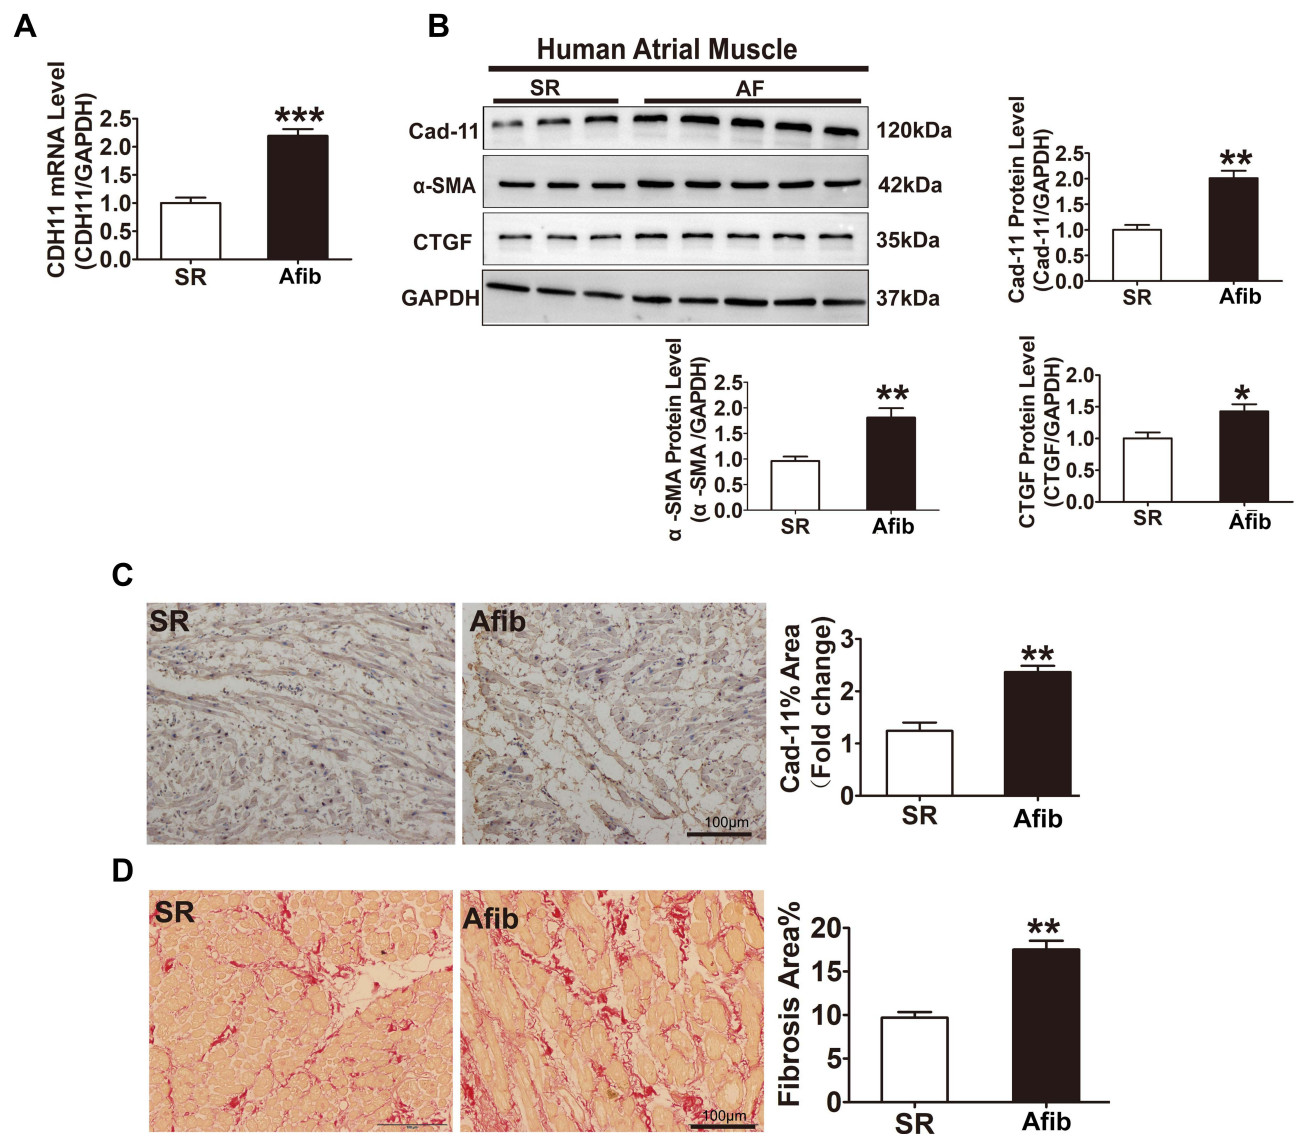 A
CDH11 mRNA Level
(CDH11/GAPDH)
2.5
2.0
1.5
1.0
0.5
0.0
***
SR
Afib
B
Human Atrial Muscle
SR
AF
Cad-11
120kDa
α-SMA
42kDa
CTGF
35kDa
GAPDH
37kDa
Cad-11 Protein Level
(Cad-11/GAPDH)
2.5
2.0
1.5
1.0
0.5
0.0
**
SR
Afib
α -SMA Protein Level
(α -SMA /GAPDH)
2.5
2.0
1.5
1.0
0.5
0.0
**
SR
Afib
CTGF Protein Level
(CTGF/GAPDH)
2.0
1.5
1.0
0.5
0.0
*
SR
Afib
C
SR
Afib
100μm
Cad-11% Area
(Fold change)
3
2
1
0
**
SR
Afib
D
SR
Afib
100μm
Fibrosis Area%
20
15
10
5
0
**
SR
Afib